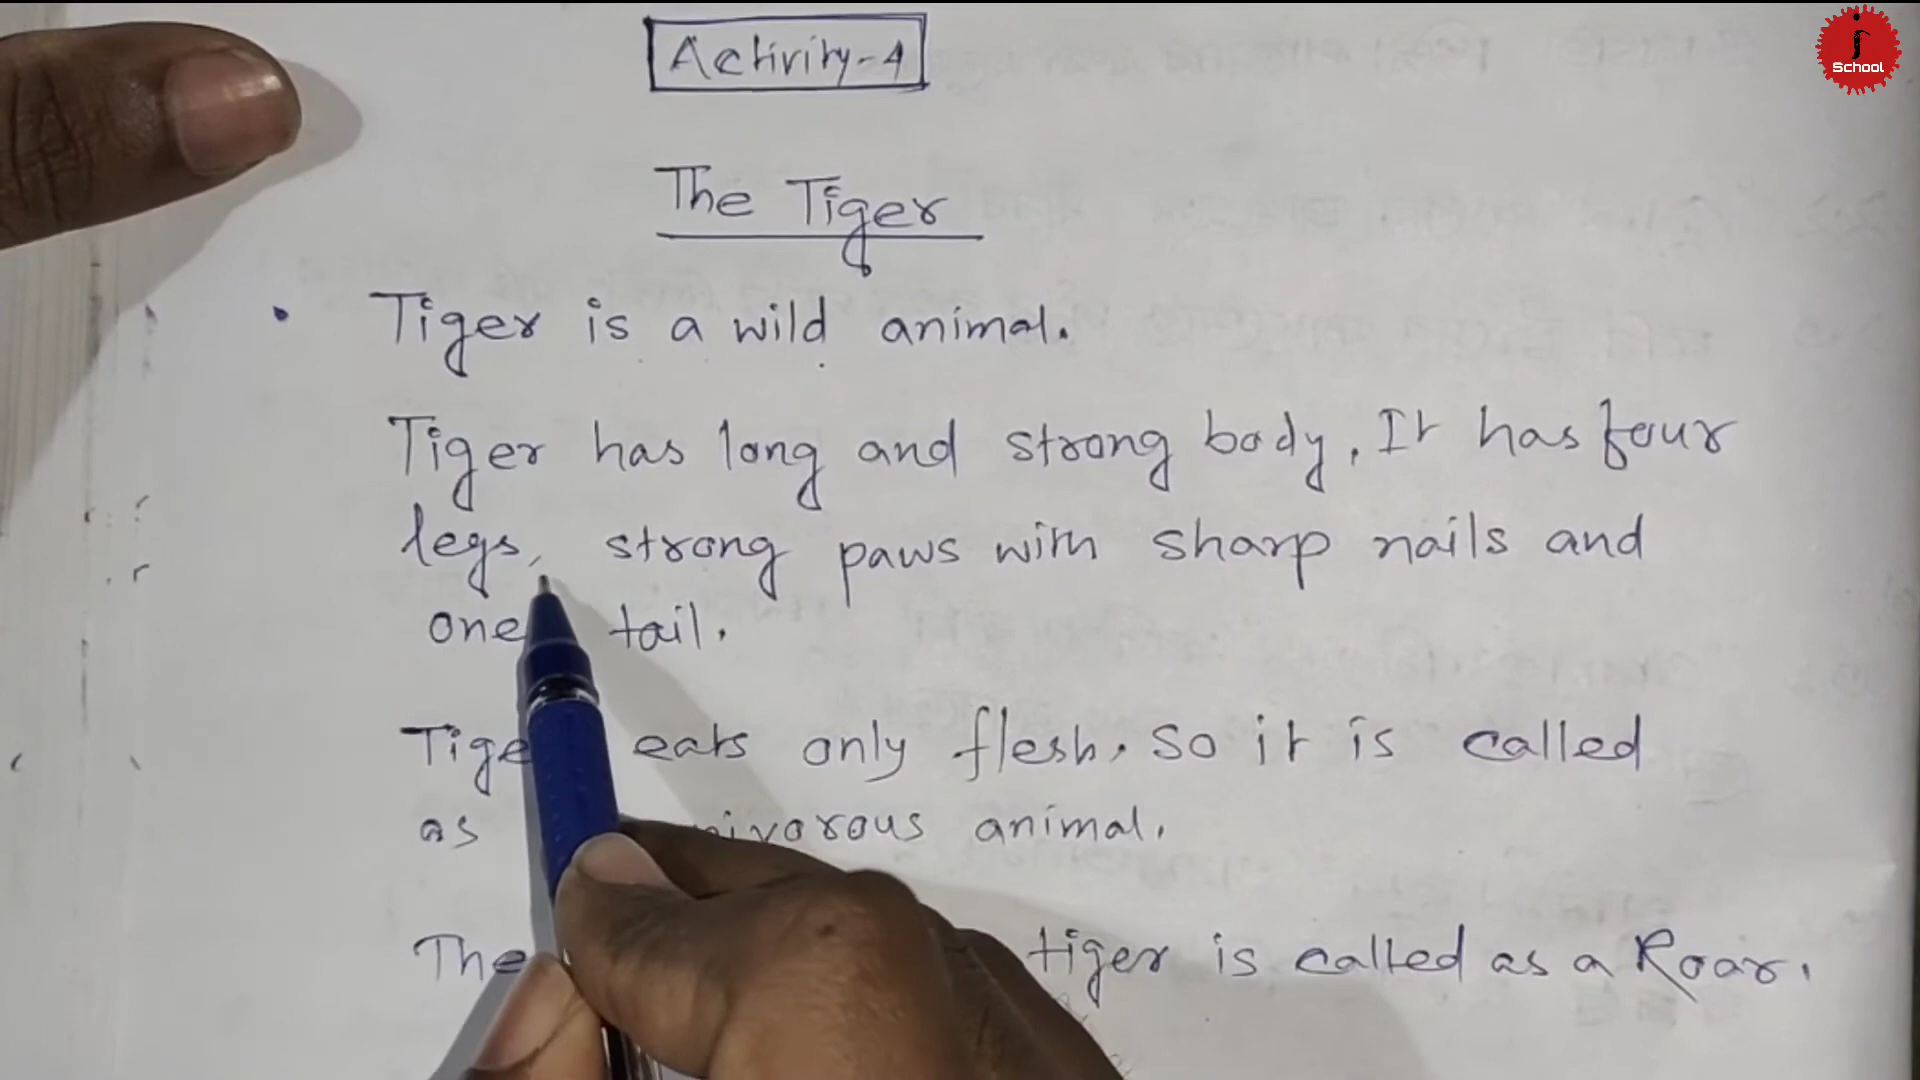 Activity-4
School
The Tiger
Tiger is a wild animal.
Tiger has long and strong body. It has four
legs, strong paws with sharp nails and
one tail.
eats only flesh. So it is called
as animal.
The tiger is called as a Roar.